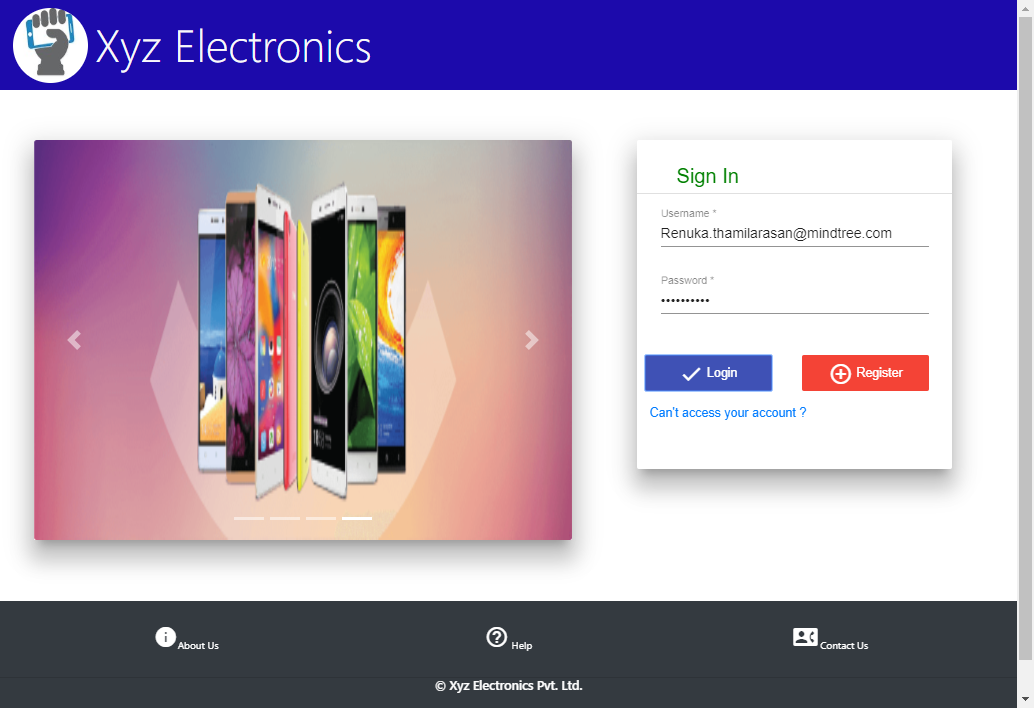 Xyz Electronics
Sign In
Username *
Renuka.thamilarasan@mindtree.com
Password *
••••••••••
Login
Register
Can't access your account ?
About Us
Help
Contact Us
© Xyz Electronics Pvt. Ltd.